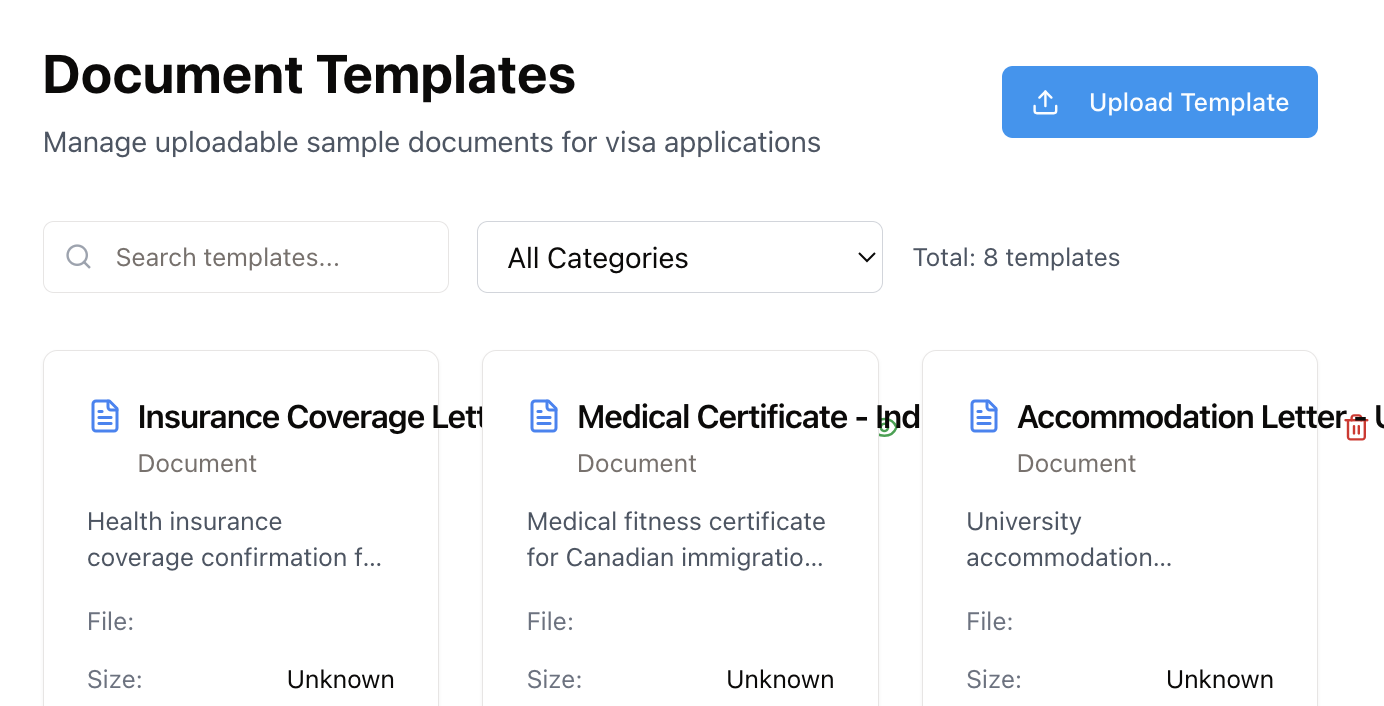 Document Templates
Upload Template
Manage uploadable sample documents for visa applications
Search templates...
All Categories
Total: 8 templates
Insurance Coverage Lett
Document
Health insurance
coverage confirmation f...
File:
Size: Unknown
Medical Certificate - Ind
Document
Medical fitness certificate
for Canadian immigratio...
File:
Size: Unknown
Accommodation Letter - U
Document
University
accommodation...
File:
Size: Unknown